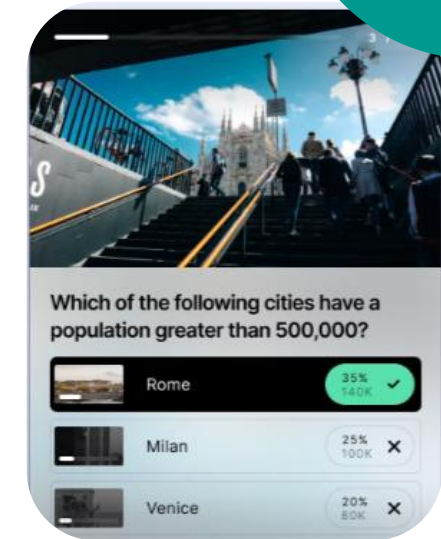 3
Which of the following cities have a
population greater than 500,000?
Rome
35%
140K
Milan
25%
100K
Venice
20%
80K